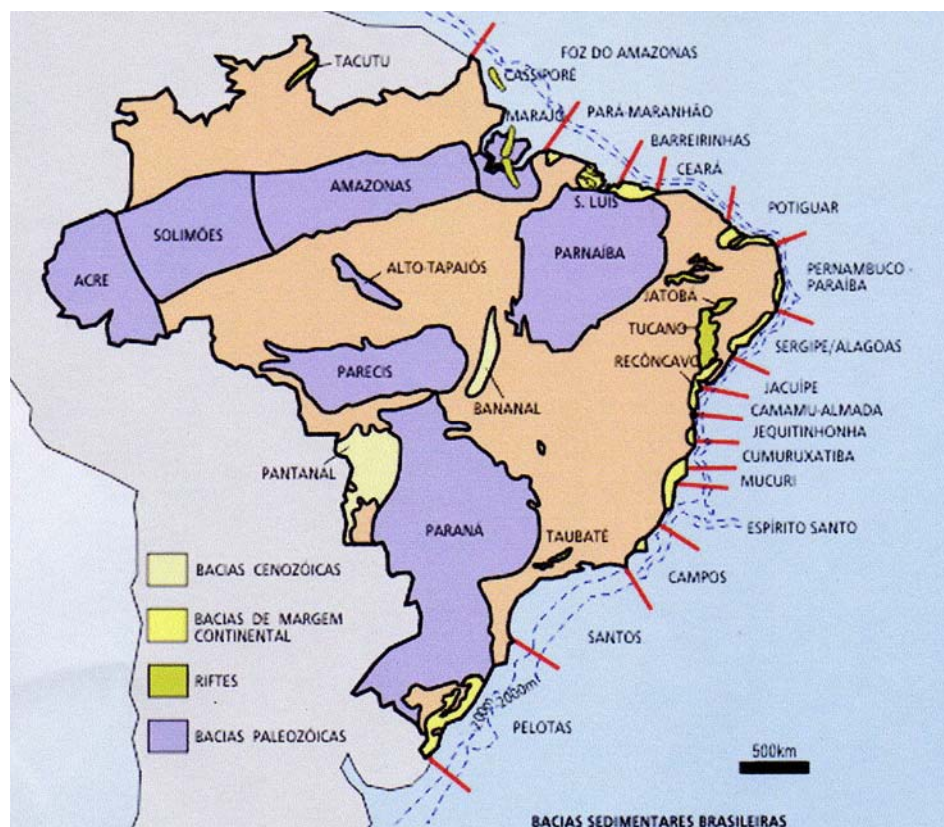 TACUTU
FOZ DO AMAZONAS
CASSIPORÉ
MARAJÓ
PARÁ-MARANHÃO
BARREIRINHAS
CEARÁ
POTIGUAR
AMAZONAS
S. LUIS
SOLIMÕES
ACRE
ALTO-TAPAJÓS
PARNAÍBA
PERNAMBUCO -
PARAÍBA
JATOBÁ
TUCANO
SERGIPE/ALAGOAS
RECÔNCAVO
PARECIS
JACUÍPE
BANANAL
CAMAMU-ALMADA
JEQUITINHONHA
CUMURUXATIBA
PANTANAL
MUCURI
PARANÁ
TAUBATÉ
ESPÍRITO SANTO
CAMPOS
SANTOS
200m
2000m
PELOTAS
BACIAS CENOZÓICAS
BACIAS DE MARGEM
CONTINENTAL
RIFTES
BACIAS PALEOZÓICAS
500km
BACIAS SEDIMENTARES BRASILEIRAS